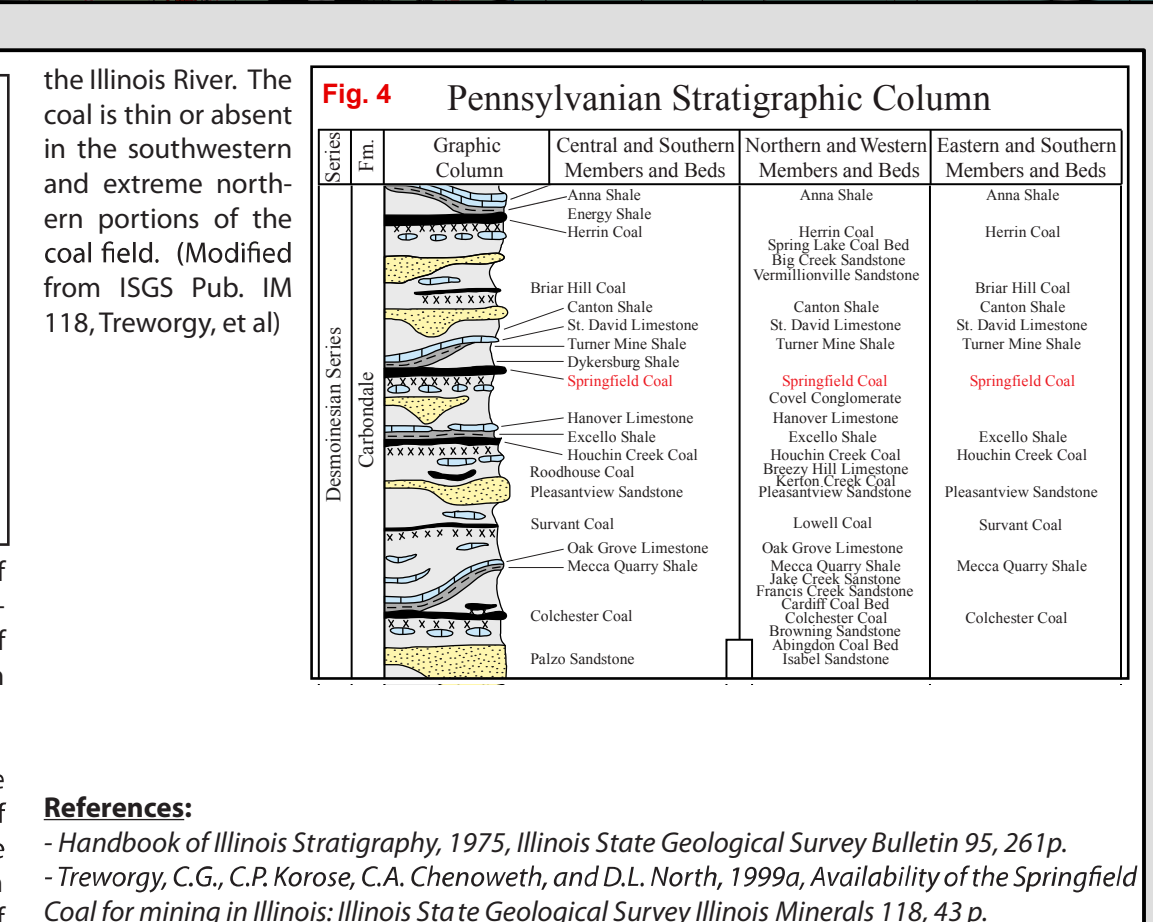 the Illinois River. The
coal is thin or absent
in the southwestern
and extreme north-
ern portions of the
coal field. (Modified
from ISGS Pub. IM
118, Treworgy, et al)
Fig. 4 Pennsylvanian Stratigraphic Column
Series
Fm.
Graphic
Column
Central and Southern
Members and Beds
Northern and Western
Members and Beds
Eastern and Southern
Members and Beds
Desmoinesian Series
Carbondale
Anna Shale
Energy Shale
Herrin Coal
Briar Hill Coal
Canton Shale
St. David Limestone
Turner Mine Shale
Dykersburg Shale
Springfield Coal
Hanover Limestone
Excello Shale
Houchin Creek Coal
Roodhouse Coal
Pleasantview Sandstone
Survant Coal
Oak Grove Limestone
Mecca Quarry Shale
Colchester Coal
Palzo Sandstone
Anna Shale
Herrin Coal
Spring Lake Coal Bed
Big Creek Sandstone
Vermillionville Sandstone
Canton Shale
St. David Limestone
Turner Mine Shale
Springfield Coal
Covel Conglomerate
Hanover Limestone
Excello Shale
Houchin Creek Coal
Breezy Hill Limestone
Kerton Creek Coal
Pleasantview Sandstone
Lowell Coal
Oak Grove Limestone
Mecca Quarry Shale
Jake Creek Sanstone
Francis Creek Sandstone
Cardiff Coal Bed
Colchester Coal
Browning Sandstone
Abingdon Coal Bed
Isabel Sandstone
Anna Shale
Herrin Coal
Briar Hill Coal
Canton Shale
St. David Limestone
Turner Mine Shale
Springfield Coal
Excello Shale
Houchin Creek Coal
Pleasantview Sandstone
Survant Coal
Mecca Quarry Shale
Colchester Coal
References:
- Handbook of Illinois Stratigraphy, 1975, Illinois State Geological Survey Bulletin 95, 261p.
- Treworgy, C.G., C.P. Korose, C.A. Chenoweth, and D.L. North, 1999a, Availability of the Springfield
Coal for mining in Illinois: Illinois State Geological Survey Illinois Minerals 118, 43 p.